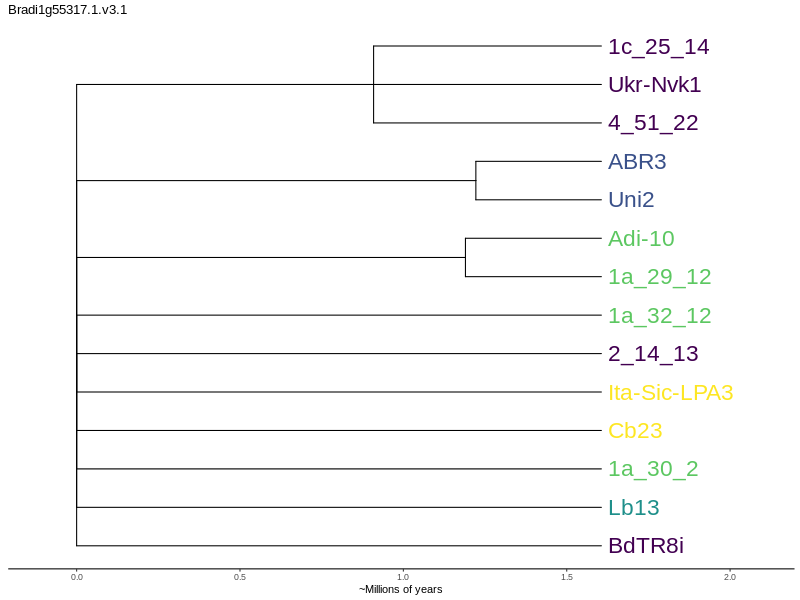 Bradi1g55317.1.v3.1
1c_25_14
Ukr-Nvk1
4_51_22
ABR3
Uni2
Adi-10
1a_29_12
1a_32_12
2_14_13
Ita-Sic-LPA3
Cb23
1a_30_2
Lb13
BdTR8i
0.0 0.5 1.0 1.5 2.0
~Millions of years